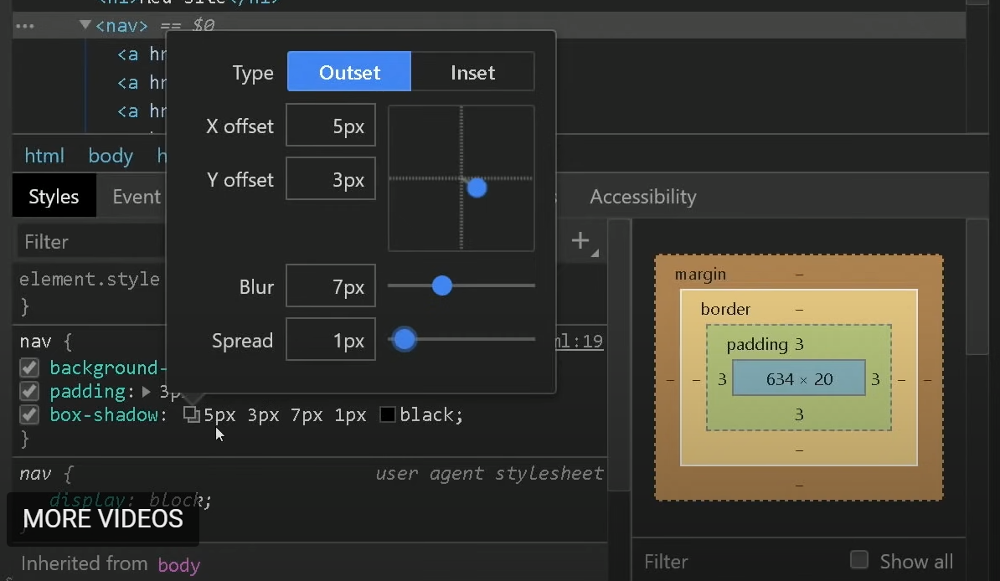 <h1>Med Site</h1>
<nav> == $0
<a hr
<a hr
<a hr
Type Outset Inset
X offset 5px
Y offset 3px
Blur 7px
Spread 1px
html body h
Styles Event s Accessibility
Filter
element.style
}
nav { ml:19
background-
padding: 3p
box-shadow: 5px 3px 7px 1px black;
}
nav { user agent stylesheet
display: block;
}
MORE VIDEOS
Inherited from body
margin –
border –
padding 3
– – 3 634 × 20 3 – –
3
–
–
Filter Show all